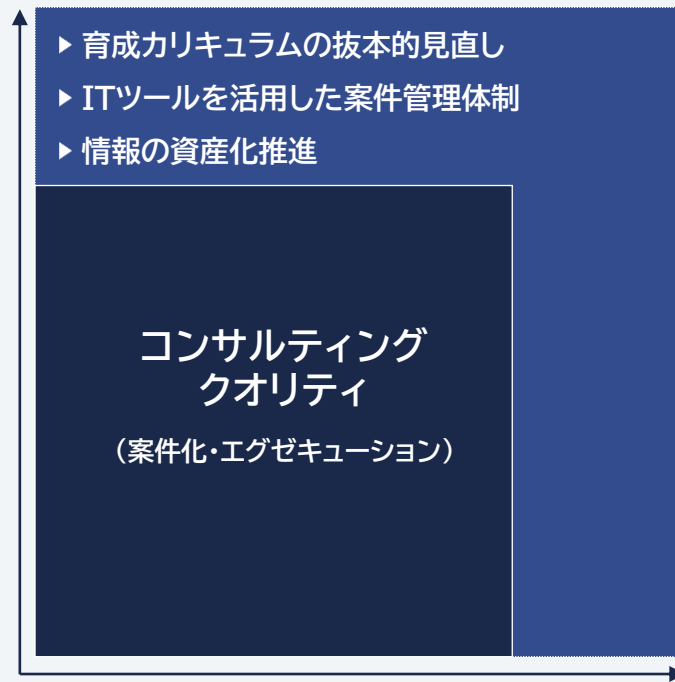 ▶ 育成カリキュラムの抜本的見直し
▶ ITツールを活用した案件管理体制
▶ 情報の資産化推進
コンサルティング
クオリティ
（案件化・エグゼキューション）